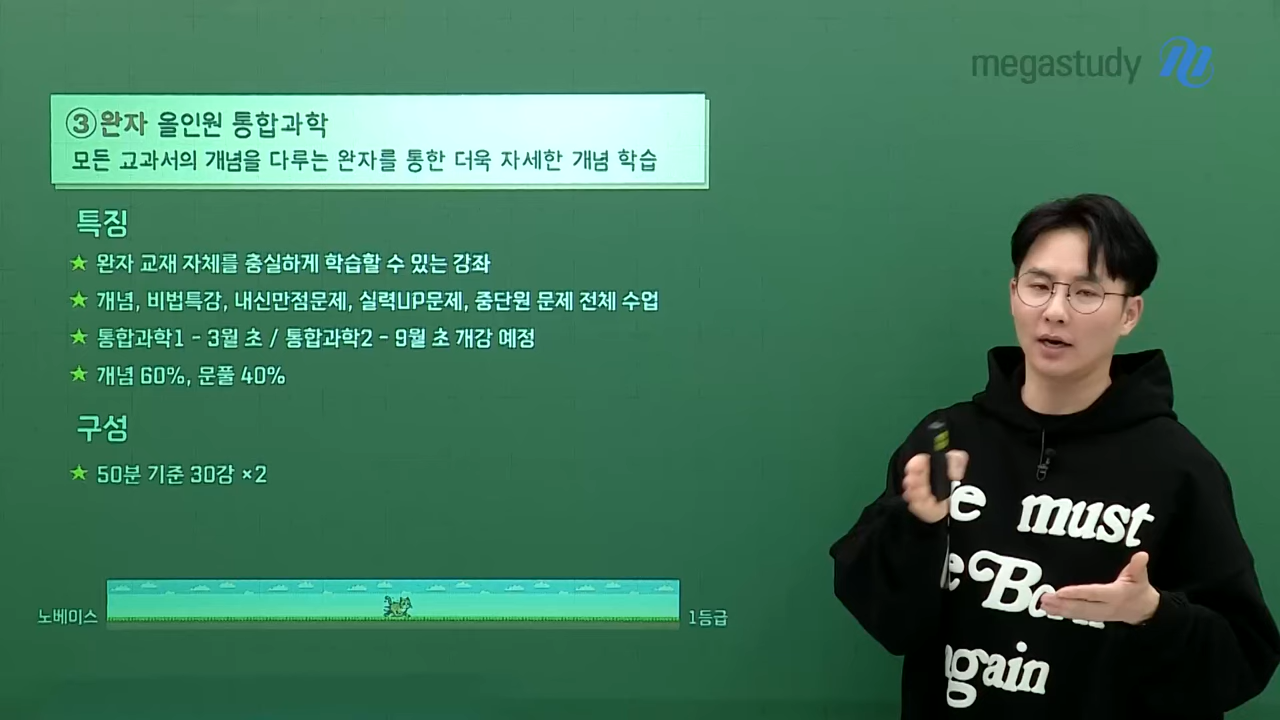 megastudy
③완자 올인원 통합과학
모든 교과서의 개념을 다루는 완자를 통한 더욱 자세한 개념 학습
특징
★ 완자 교재 자체를 충실하게 학습할 수 있는 강좌
★ 개념, 비법특강, 내신만점문제, 실력UP문제, 중단원 문제 전체 수업
★ 통합과학1 - 3월 초 / 통합과학2 - 9월 초 개강 예정
★ 개념 60%, 문풀 40%
구성
★ 50분 기준 30강 ×2
노베이스
1등급
must
again